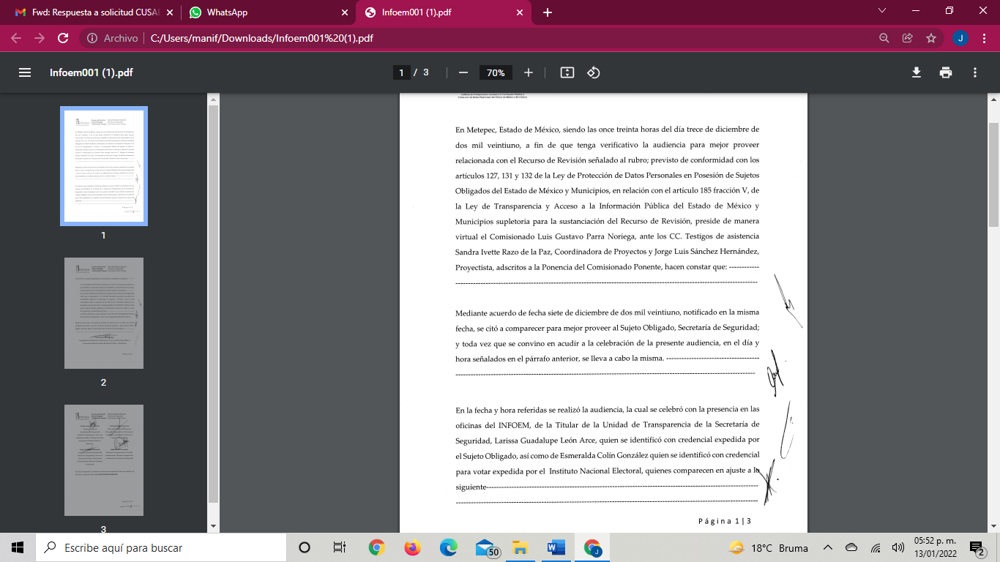 Fwd: Respuesta a solicitud CUSAE
WhatsApp
Infoem001 (1).pdf
Archivo
C:/Users/manif/Downloads/Infoem001%20(1).pdf
J
Infoem001 (1).pdf
1 / 3
70%
1
2
3
En Metepec, Estado de México, siendo las once treinta horas del día trece de diciembre de
dos mil veintiuno, a fin de que tenga verificativo la audiencia para mejor proveer
relacionada con el Recurso de Revisión señalado al rubro; previsto de conformidad con los
artículos 127, 131 y 132 de la Ley de Protección de Datos Personales en Posesión de Sujetos
Obligados del Estado de México y Municipios, en relación con el artículo 185 fracción V, de
la Ley de Transparencia y Acceso a la Información Pública del Estado de México y
Municipios supletoria para la sustanciación del Recurso de Revisión, preside de manera
virtual el Comisionado Luis Gustavo Parra Noriega, ante los CC. Testigos de asistencia
Sandra Ivette Razo de la Paz, Coordinadora de Proyectos y Jorge Luis Sánchez Hernández,
Proyectista, adscritos a la Ponencia del Comisionado Ponente, hacen constar que: ------------
Mediante acuerdo de fecha siete de diciembre de dos mil veintiuno, notificado en la misma
fecha, se citó a comparecer para mejor proveer al Sujeto Obligado, Secretaría de Seguridad;
y toda vez que se convino en acudir a la celebración de la presente audiencia, en el día y
hora señalados en el párrafo anterior, se lleva a cabo la misma. ------------------------------------
En la fecha y hora referidas se realizó la audiencia, la cual se celebró con la presencia en las
oficinas del INFOEM, de la Titular de la Unidad de Transparencia de la Secretaría de
Seguridad, Larissa Guadalupe León Arce, quien se identificó con credencial expedida por
el Sujeto Obligado, así como de Esmeralda Colín González quien se identificó con credencial
para votar expedida por el Instituto Nacional Electoral, quienes comparecen en ajuste a lo
siguiente------------------------------------------------------------------------------------------------
Página 1|3
Escribe aquí para buscar
50
J
18°C Bruma
05:52 p. m.
13/01/2022
2